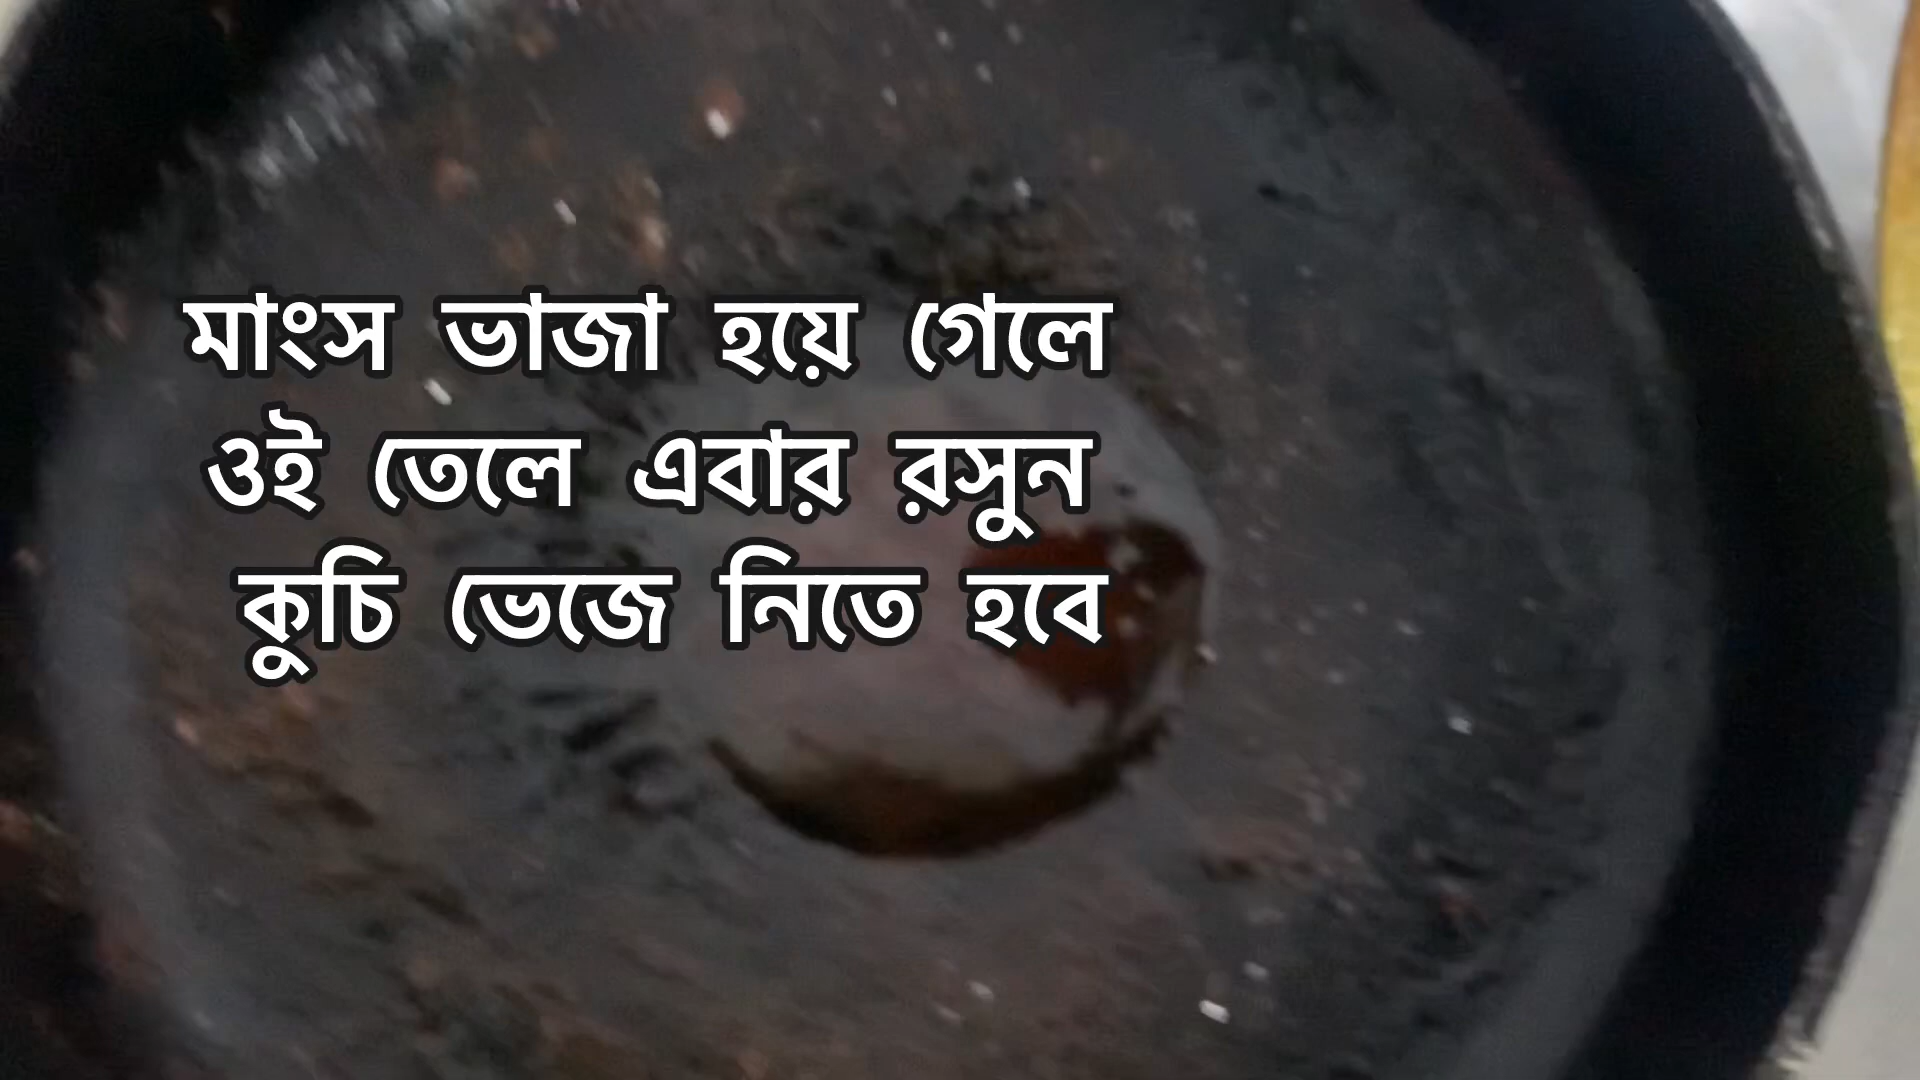 মাংস ভাজা হয়ে গেলে
ওই তেলে এবার রসুন
কুচি ভেজে নিতে হবে